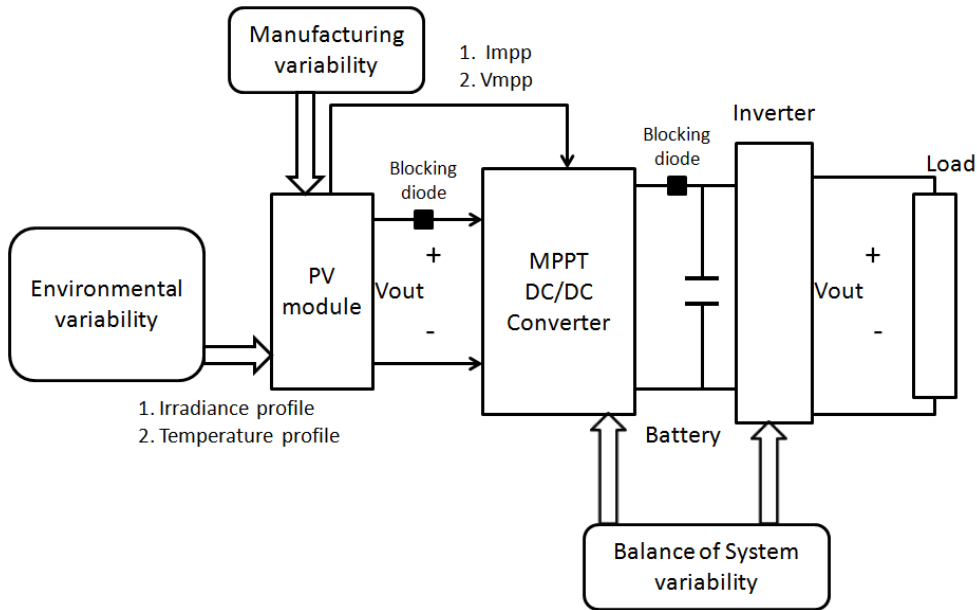 Manufacturing
variability
1. Impp
2. Vmpp
Inverter
Blocking
diode
Load
Blocking
diode
Environmental
variability
PV
module
+
Vout
-
MPPT
DC/DC
Converter
+
Vout
-
1. Irradiance profile
2. Temperature profile
Battery
Balance of System
variability